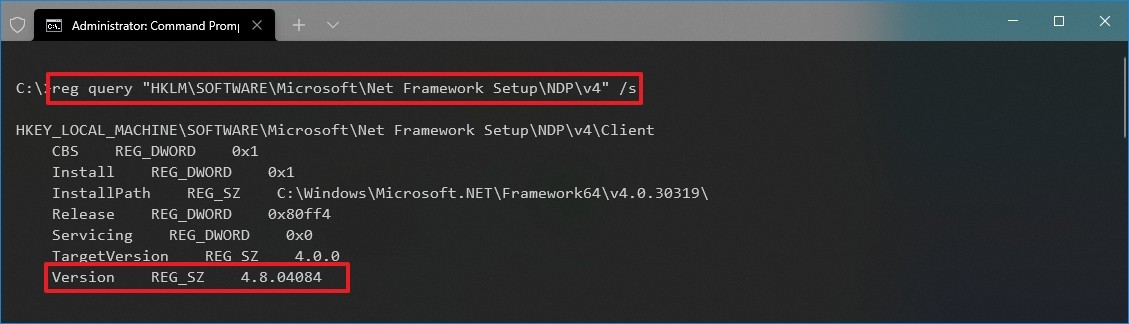 Administrator: Command Promp
C:\>reg query "HKLM\SOFTWARE\Microsoft\Net Framework Setup\NDP\v4" /s
HKEY_LOCAL_MACHINE\SOFTWARE\Microsoft\Net Framework Setup\NDP\v4\Client
CBS    REG_DWORD    0x1
Install    REG_DWORD    0x1
InstallPath    REG_SZ    C:\Windows\Microsoft.NET\Framework64\v4.0.30319\
Release    REG_DWORD    0x80ff4
Servicing    REG_DWORD    0x0
TargetVersion    REG_SZ    4.0.0
Version    REG_SZ    4.8.04084